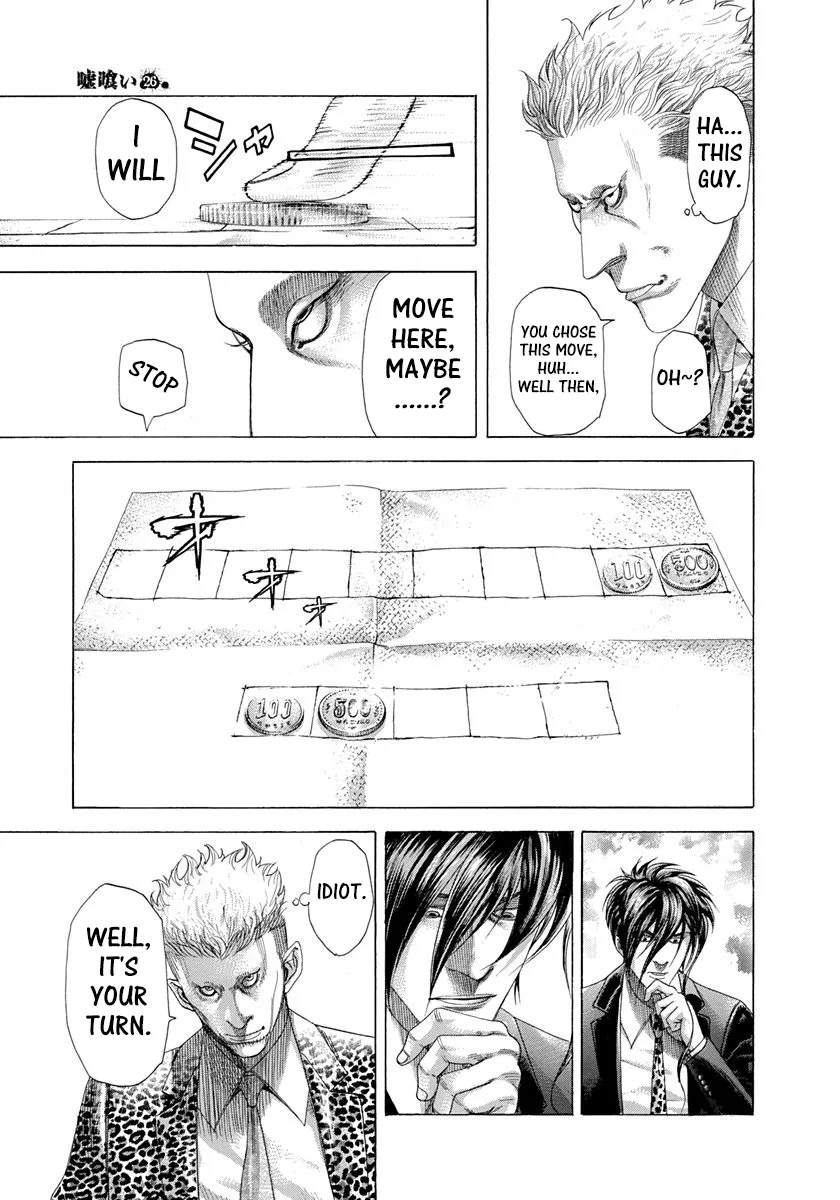 嘘喰い 26
HA...
THIS
GUY.
OH~?
YOU CHOSE
THIS MOVE,
HUH...
WELL THEN,
シャッ
I
WILL
MOVE
HERE,
MAYBE
......?
STOP
オオオ
100
500
100
500
IDIOT.
WELL,
IT'S
YOUR
TURN.